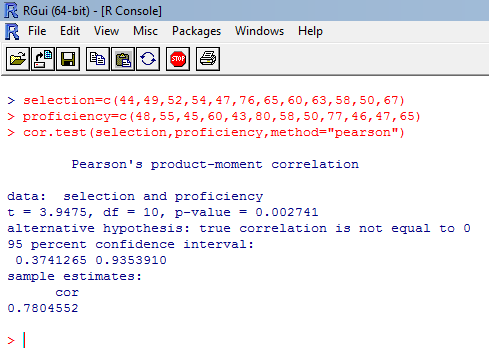 RGui (64-bit) - [R Console]
File Edit View Misc Packages Windows Help
STOP
> selection=c(44,49,52,54,47,76,65,60,63,58,50,67)
> proficiency=c(48,55,45,60,43,80,58,50,77,46,47,65)
> cor.test(selection,proficiency,method="pearson")
Pearson's product-moment correlation
data:  selection and proficiency
t = 3.9475, df = 10, p-value = 0.002741
alternative hypothesis: true correlation is not equal to 0
95 percent confidence interval:
0.3741265 0.9353910
sample estimates:
cor
0.7804552
>